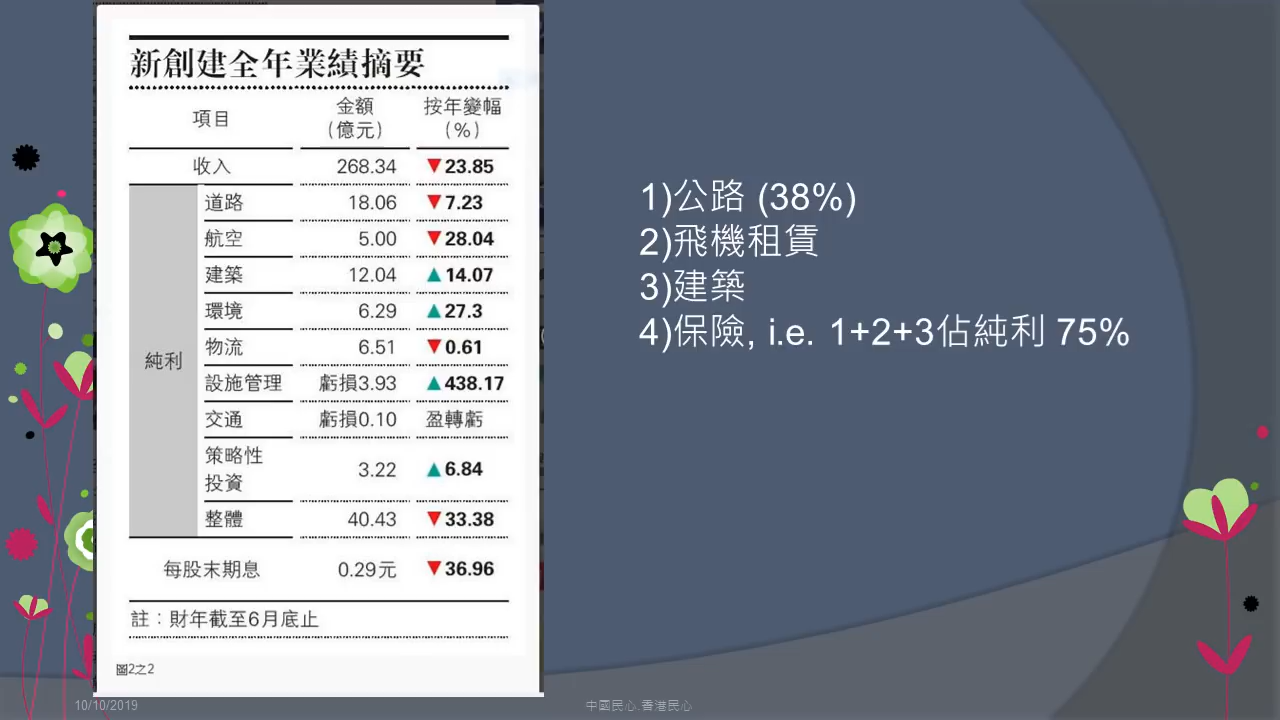 新創建全年業績摘要
項目 金額(億元) 按年變幅(%)
收入 268.34 ▼23.85
純利
道路 18.06 ▼7.23
航空 5.00 ▼28.04
建築 12.04 ▲14.07
環境 6.29 ▲27.3
物流 6.51 ▼0.61
設施管理 虧損3.93 ▲438.17
交通 虧損0.10 盈轉虧
策略性投資 3.22 ▲6.84
整體 40.43 ▼33.38
每股末期息 0.29元 ▼36.96
註：財年截至6月底止
圖2之2
1)公路 (38%)
2)飛機租賃
3)建築
4)保險, i.e. 1+2+3佔純利 75%
10/10/2019
中國民心,香港民心